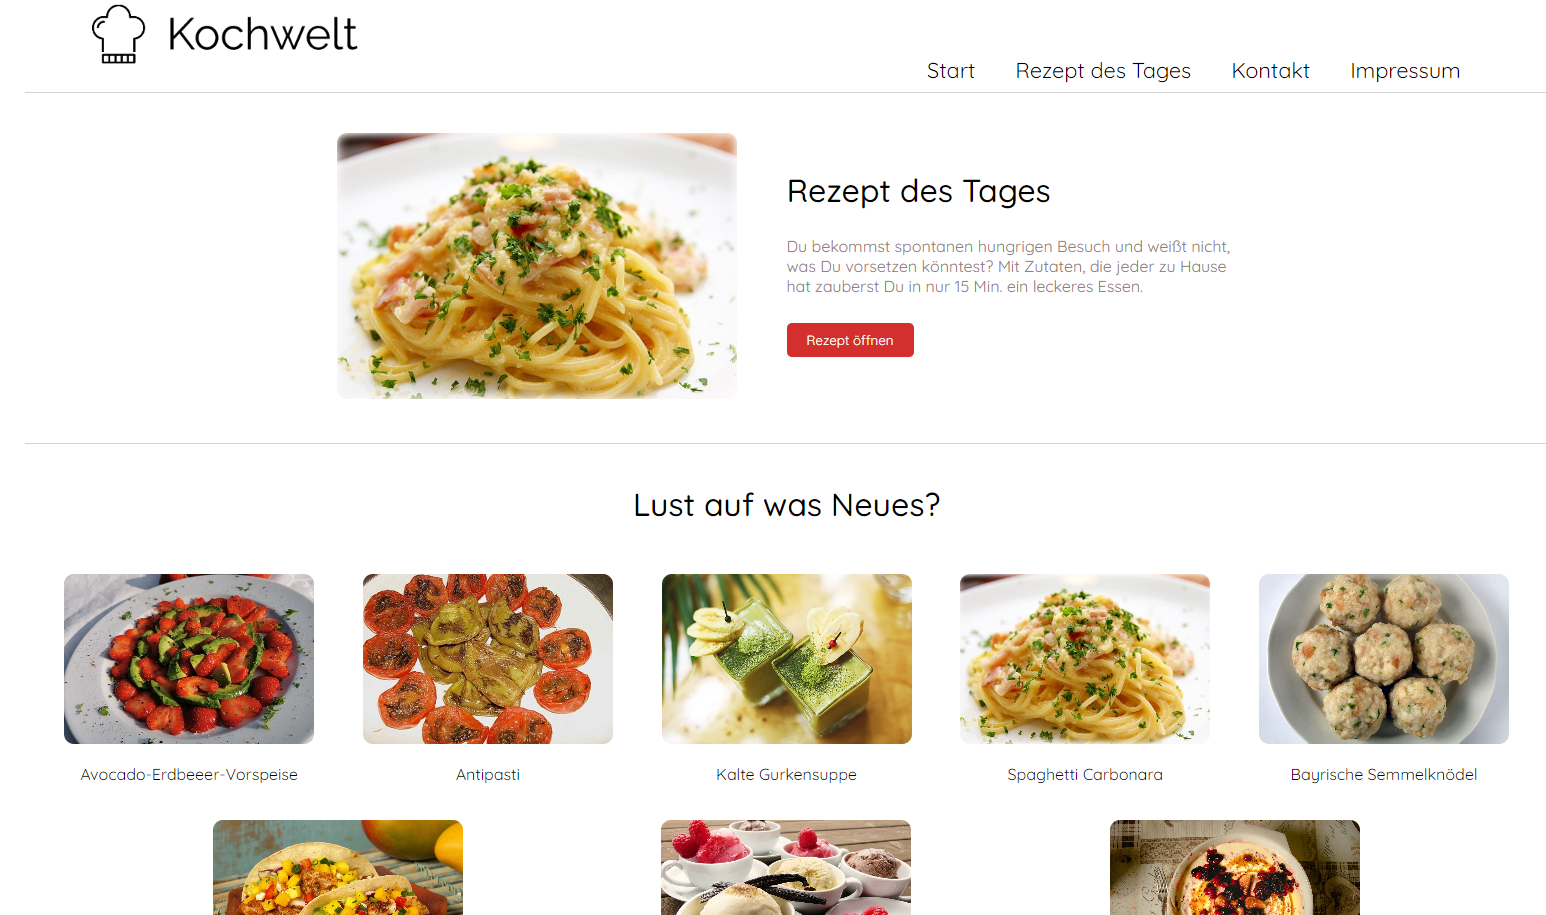 Kochwelt
Start Rezept des Tages Kontakt Impressum
Rezept des Tages
Du bekommst spontanen hungrigen Besuch und weißt nicht,
was Du vorsetzen könntest? Mit Zutaten, die jeder zu Hause
hat zauberst Du in nur 15 Min. ein leckeres Essen.
Rezept öffnen
Lust auf was Neues?
Avocado-Erdbeeer-Vorspeise
Antipasti
Kalte Gurkensuppe
Spaghetti Carbonara
Bayrische Semmelknödel